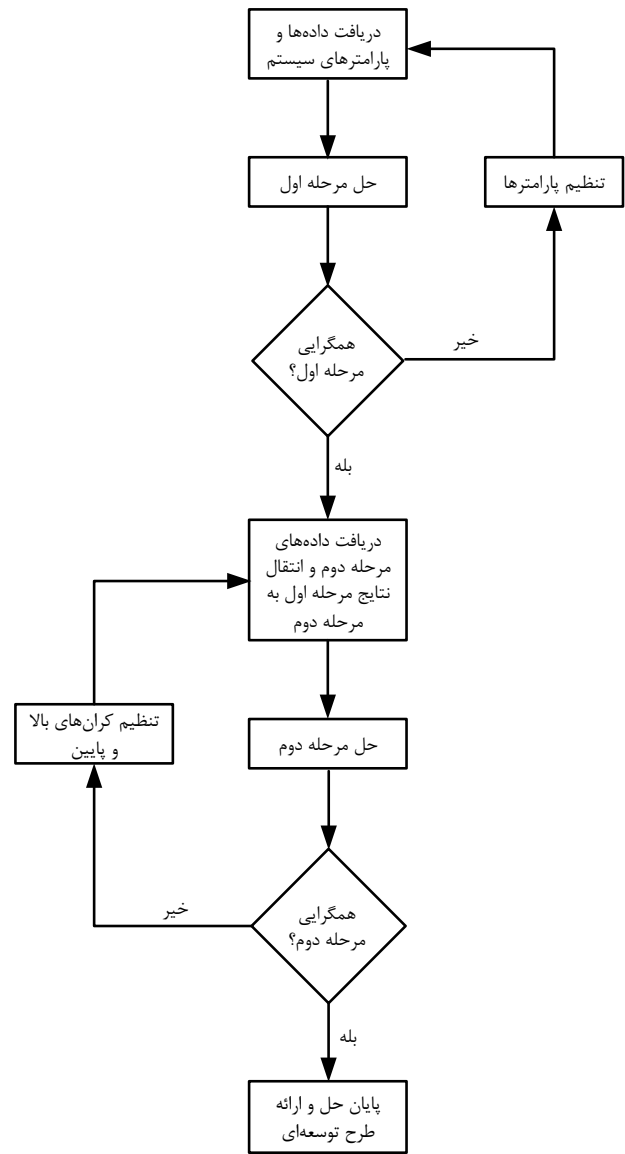 دریافت داده‌ها و
پارامترهای سیستم
حل مرحله اول
تنظیم پارامترها
همگرایی
مرحله اول؟
خیر
بله
دریافت داده‌های
مرحله دوم و انتقال
نتایج مرحله اول به
مرحله دوم
تنظیم کران‌های بالا
و پایین
حل مرحله دوم
همگرایی
مرحله دوم؟
خیر
بله
پایان حل و ارائه
طرح توسعه‌ای